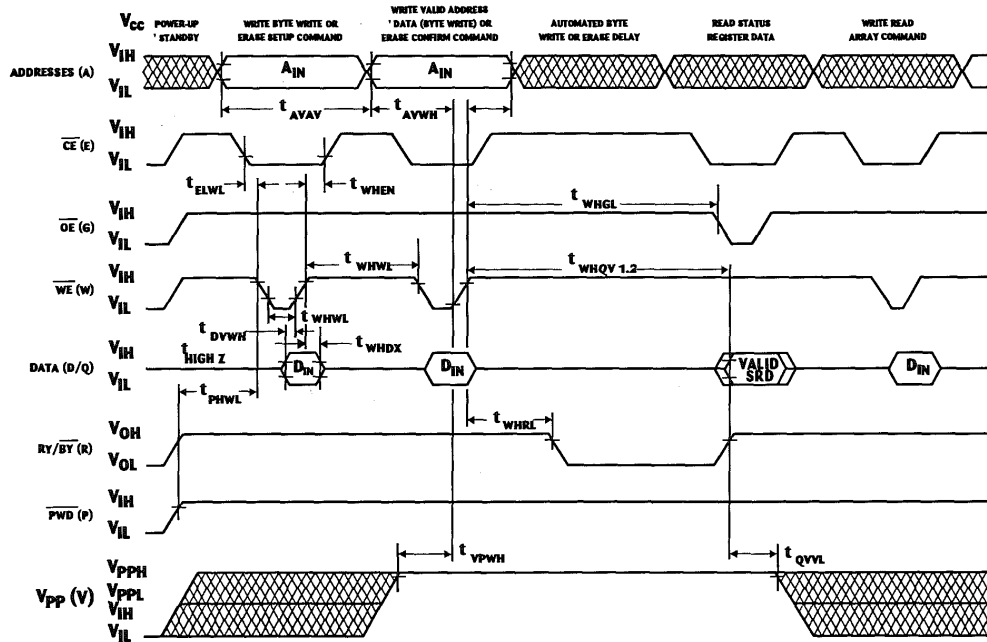 VCC
POWER-UP
' STANDBY
WRITE BYTE WRITE OR
ERASE SETUP COMMAND
WRITE VALID ADDRESS
' DATA (BYTE WRITE) OR
ERASE CONFIRM COMMAND
AUTOMATED BYTE
WRITE OR ERASE DELAY
READ STATUS
REGISTER DATA
WRITE READ
ARRAY COMMAND
ADDRESSES (A)
VIH
VIL
AIN
AIN
tAVAV
tAVWH
CE (E)
VIH
VIL
tELWL
tWHEN
tWHGL
OE (G)
VIH
VIL
tWHWL
tWHQV 1.2
WE (W)
VIH
VIL
tWHWL
tDVWH
tWHDX
DATA (D/Q)
VIH
VIL
tHIGH Z
DIN
DIN
VALID
SRD
DIN
tPHWL
tWHRL
RY/BY (R)
VOH
VOL
PWD (P)
VIH
VIL
tVPWH
tQVVL
VPP (V)
VPPH
VPPL
VIH
VIL